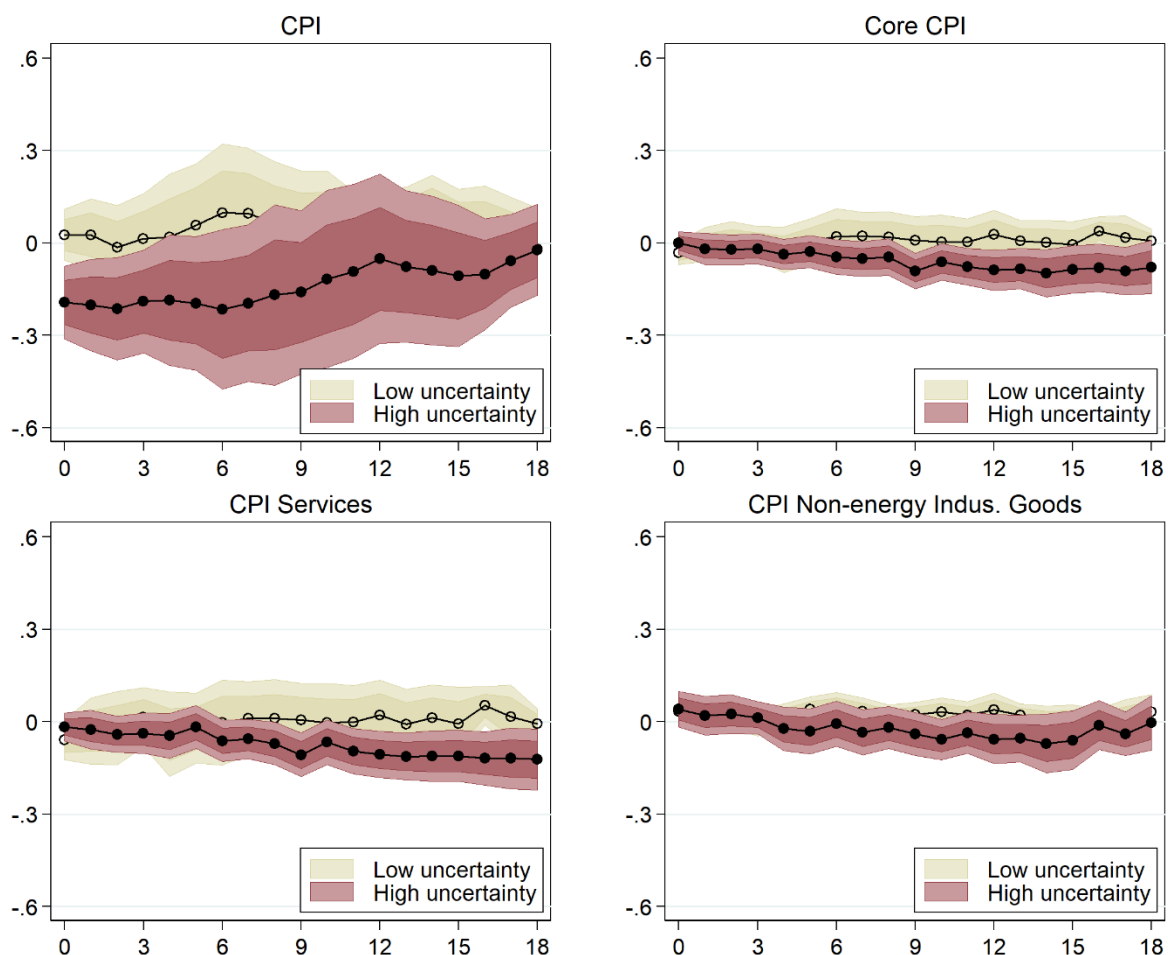 CPI
.6
.3
0
-.3
-.6
Low uncertainty
High uncertainty
0 3 6 9 12 15 18
Core CPI
.6
.3
0
-.3
-.6
Low uncertainty
High uncertainty
0 3 6 9 12 15 18
CPI Services
.6
.3
0
-.3
-.6
Low uncertainty
High uncertainty
0 3 6 9 12 15 18
CPI Non-energy Indus. Goods
.6
.3
0
-.3
-.6
Low uncertainty
High uncertainty
0 3 6 9 12 15 18